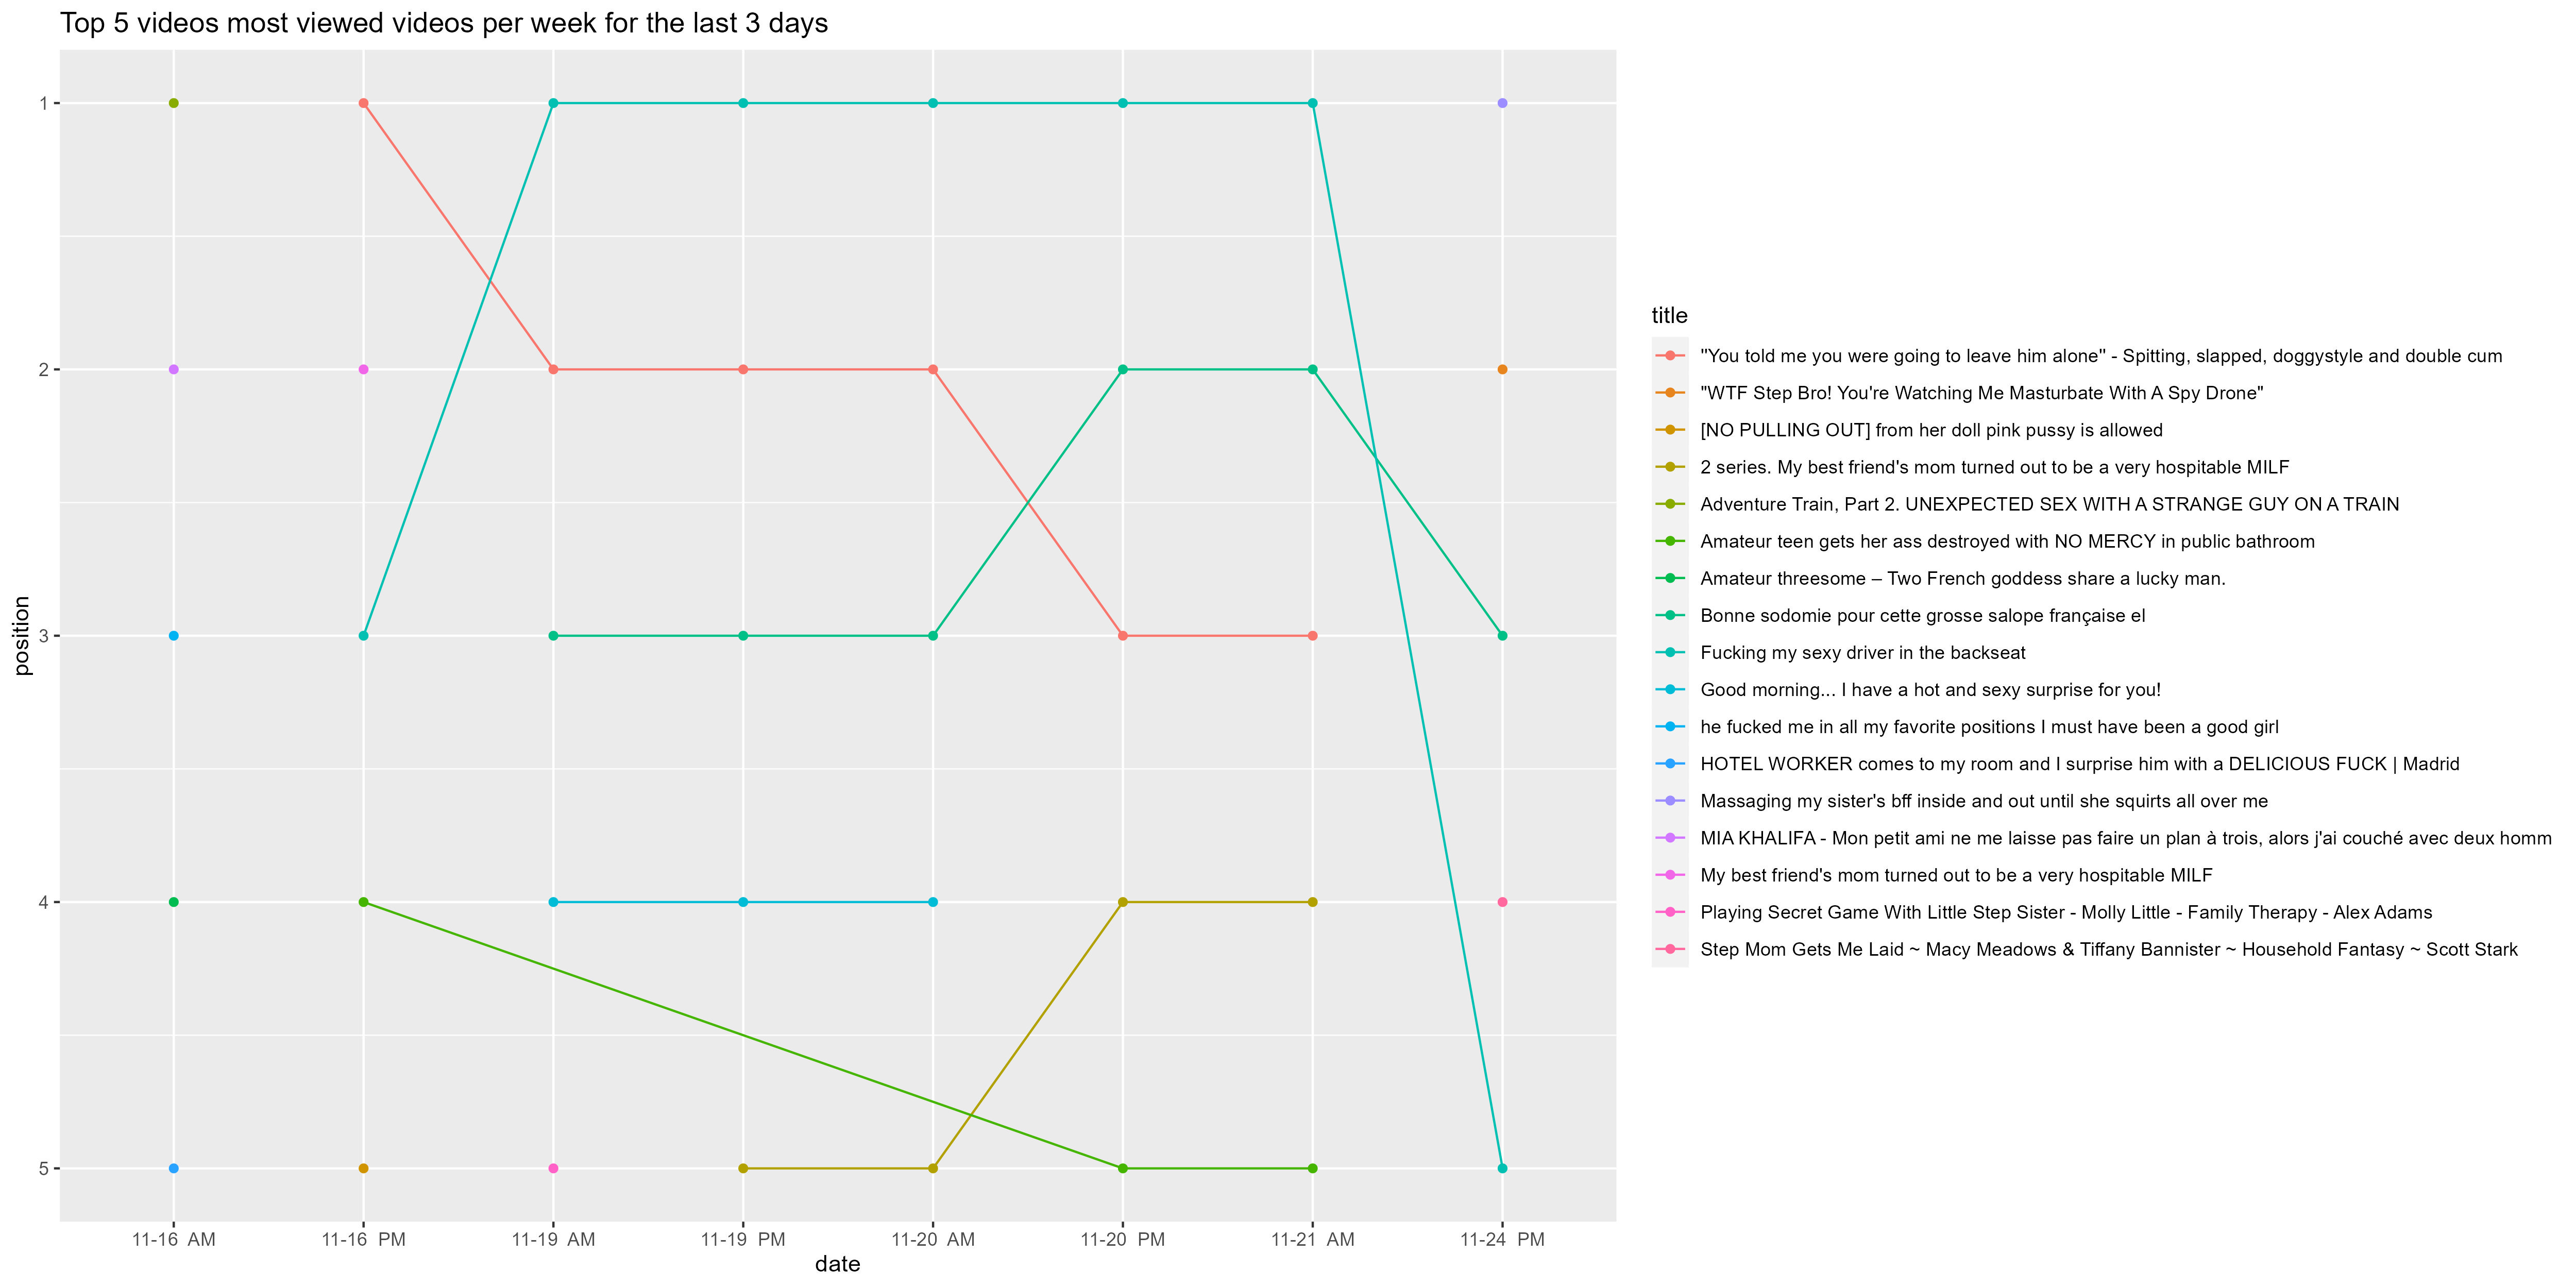 Top 5 videos most viewed videos per week for the last 3 days
position
1
2
3
4
5
11-16 AM
11-16 PM
11-19 AM
11-19 PM
11-20 AM
11-20 PM
11-21 AM
11-24 PM
date
title
"You told me you were going to leave him alone" - Spitting, slapped, doggystyle and double cum
"WTF Step Bro! You're Watching Me Masturbate With A Spy Drone"
[NO PULLING OUT] from her doll pink pussy is allowed
2 series. My best friend's mom turned out to be a very hospitable MILF
Adventure Train, Part 2. UNEXPECTED SEX WITH A STRANGE GUY ON A TRAIN
Amateur teen gets her ass destroyed with NO MERCY in public bathroom
Amateur threesome – Two French goddess share a lucky man.
Bonne sodomie pour cette grosse salope française el
Fucking my sexy driver in the backseat
Good morning... I have a hot and sexy surprise for you!
he fucked me in all my favorite positions I must have been a good girl
HOTEL WORKER comes to my room and I surprise him with a DELICIOUS FUCK | Madrid
Massaging my sister's bff inside and out until she squirts all over me
MIA KHALIFA - Mon petit ami ne me laisse pas faire un plan à trois, alors j'ai couché avec deux homm
My best friend's mom turned out to be a very hospitable MILF
Playing Secret Game With Little Step Sister - Molly Little - Family Therapy - Alex Adams
Step Mom Gets Me Laid ~ Macy Meadows & Tiffany Bannister ~ Household Fantasy ~ Scott Stark